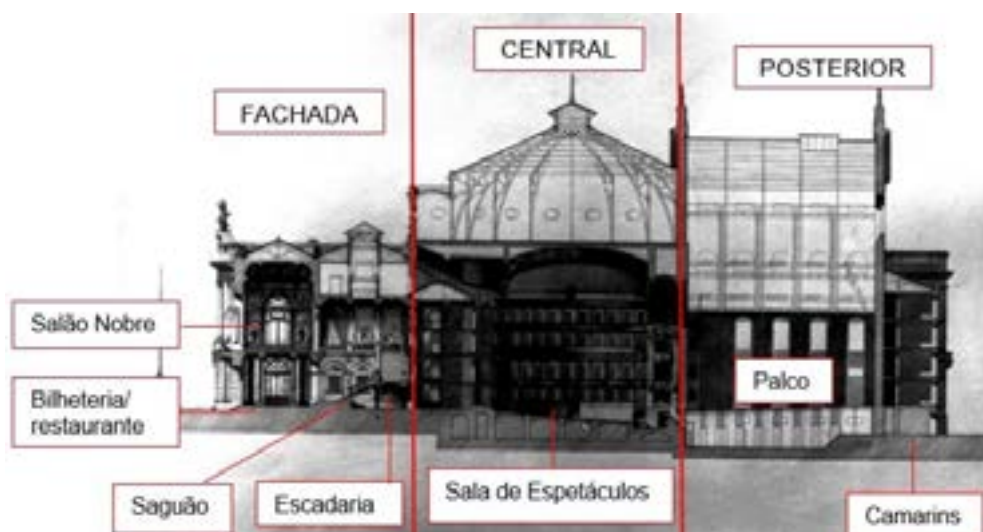 CENTRAL
POSTERIOR
FACHADA
Salão Nobre
Bilheteria/
restaurante
Palco
Saguão
Escadaria
Sala de Espetáculos
Camarins